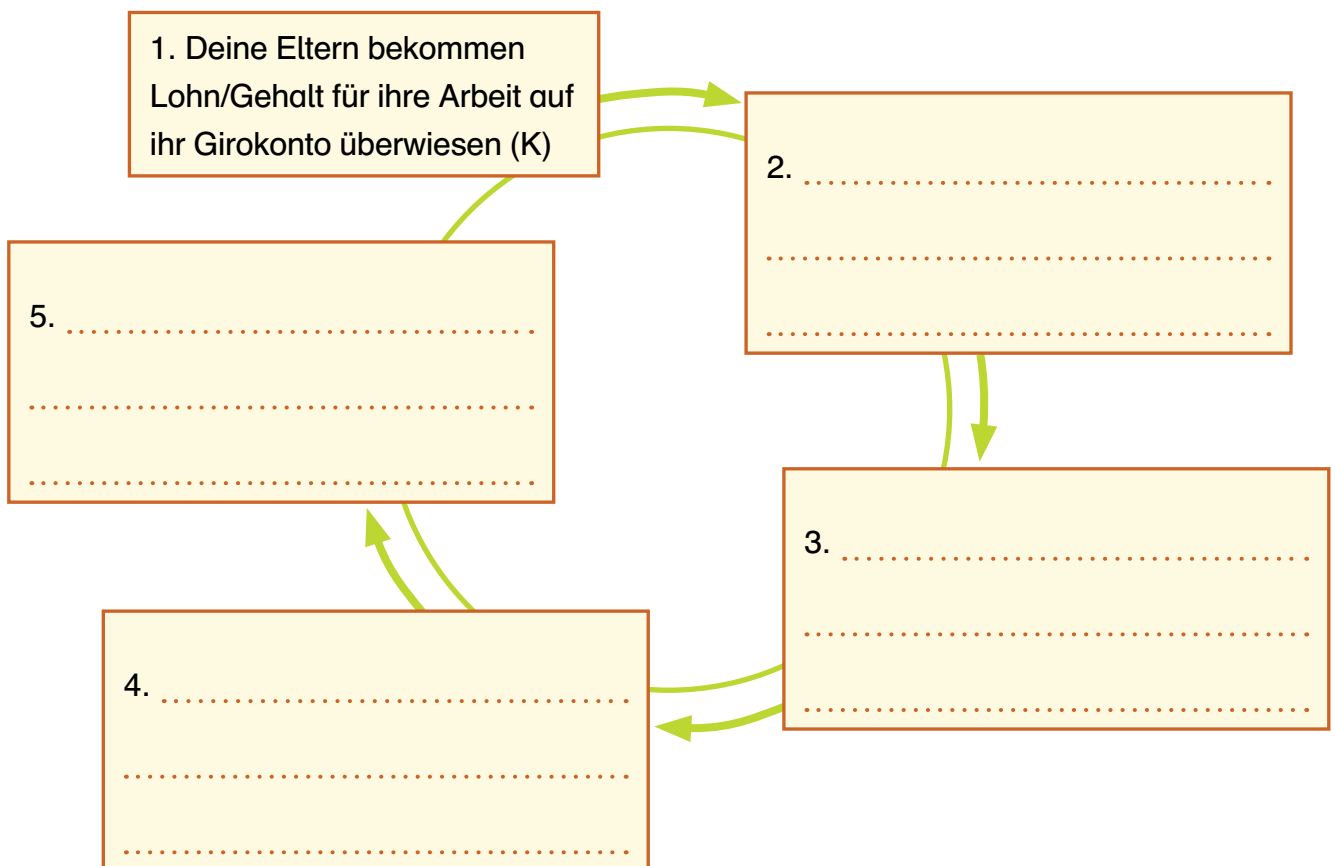 1. Deine Eltern bekommen
Lohn/Gehalt für ihre Arbeit auf
ihr Girokonto überwiesen (K)
2.
3.
4.
5.